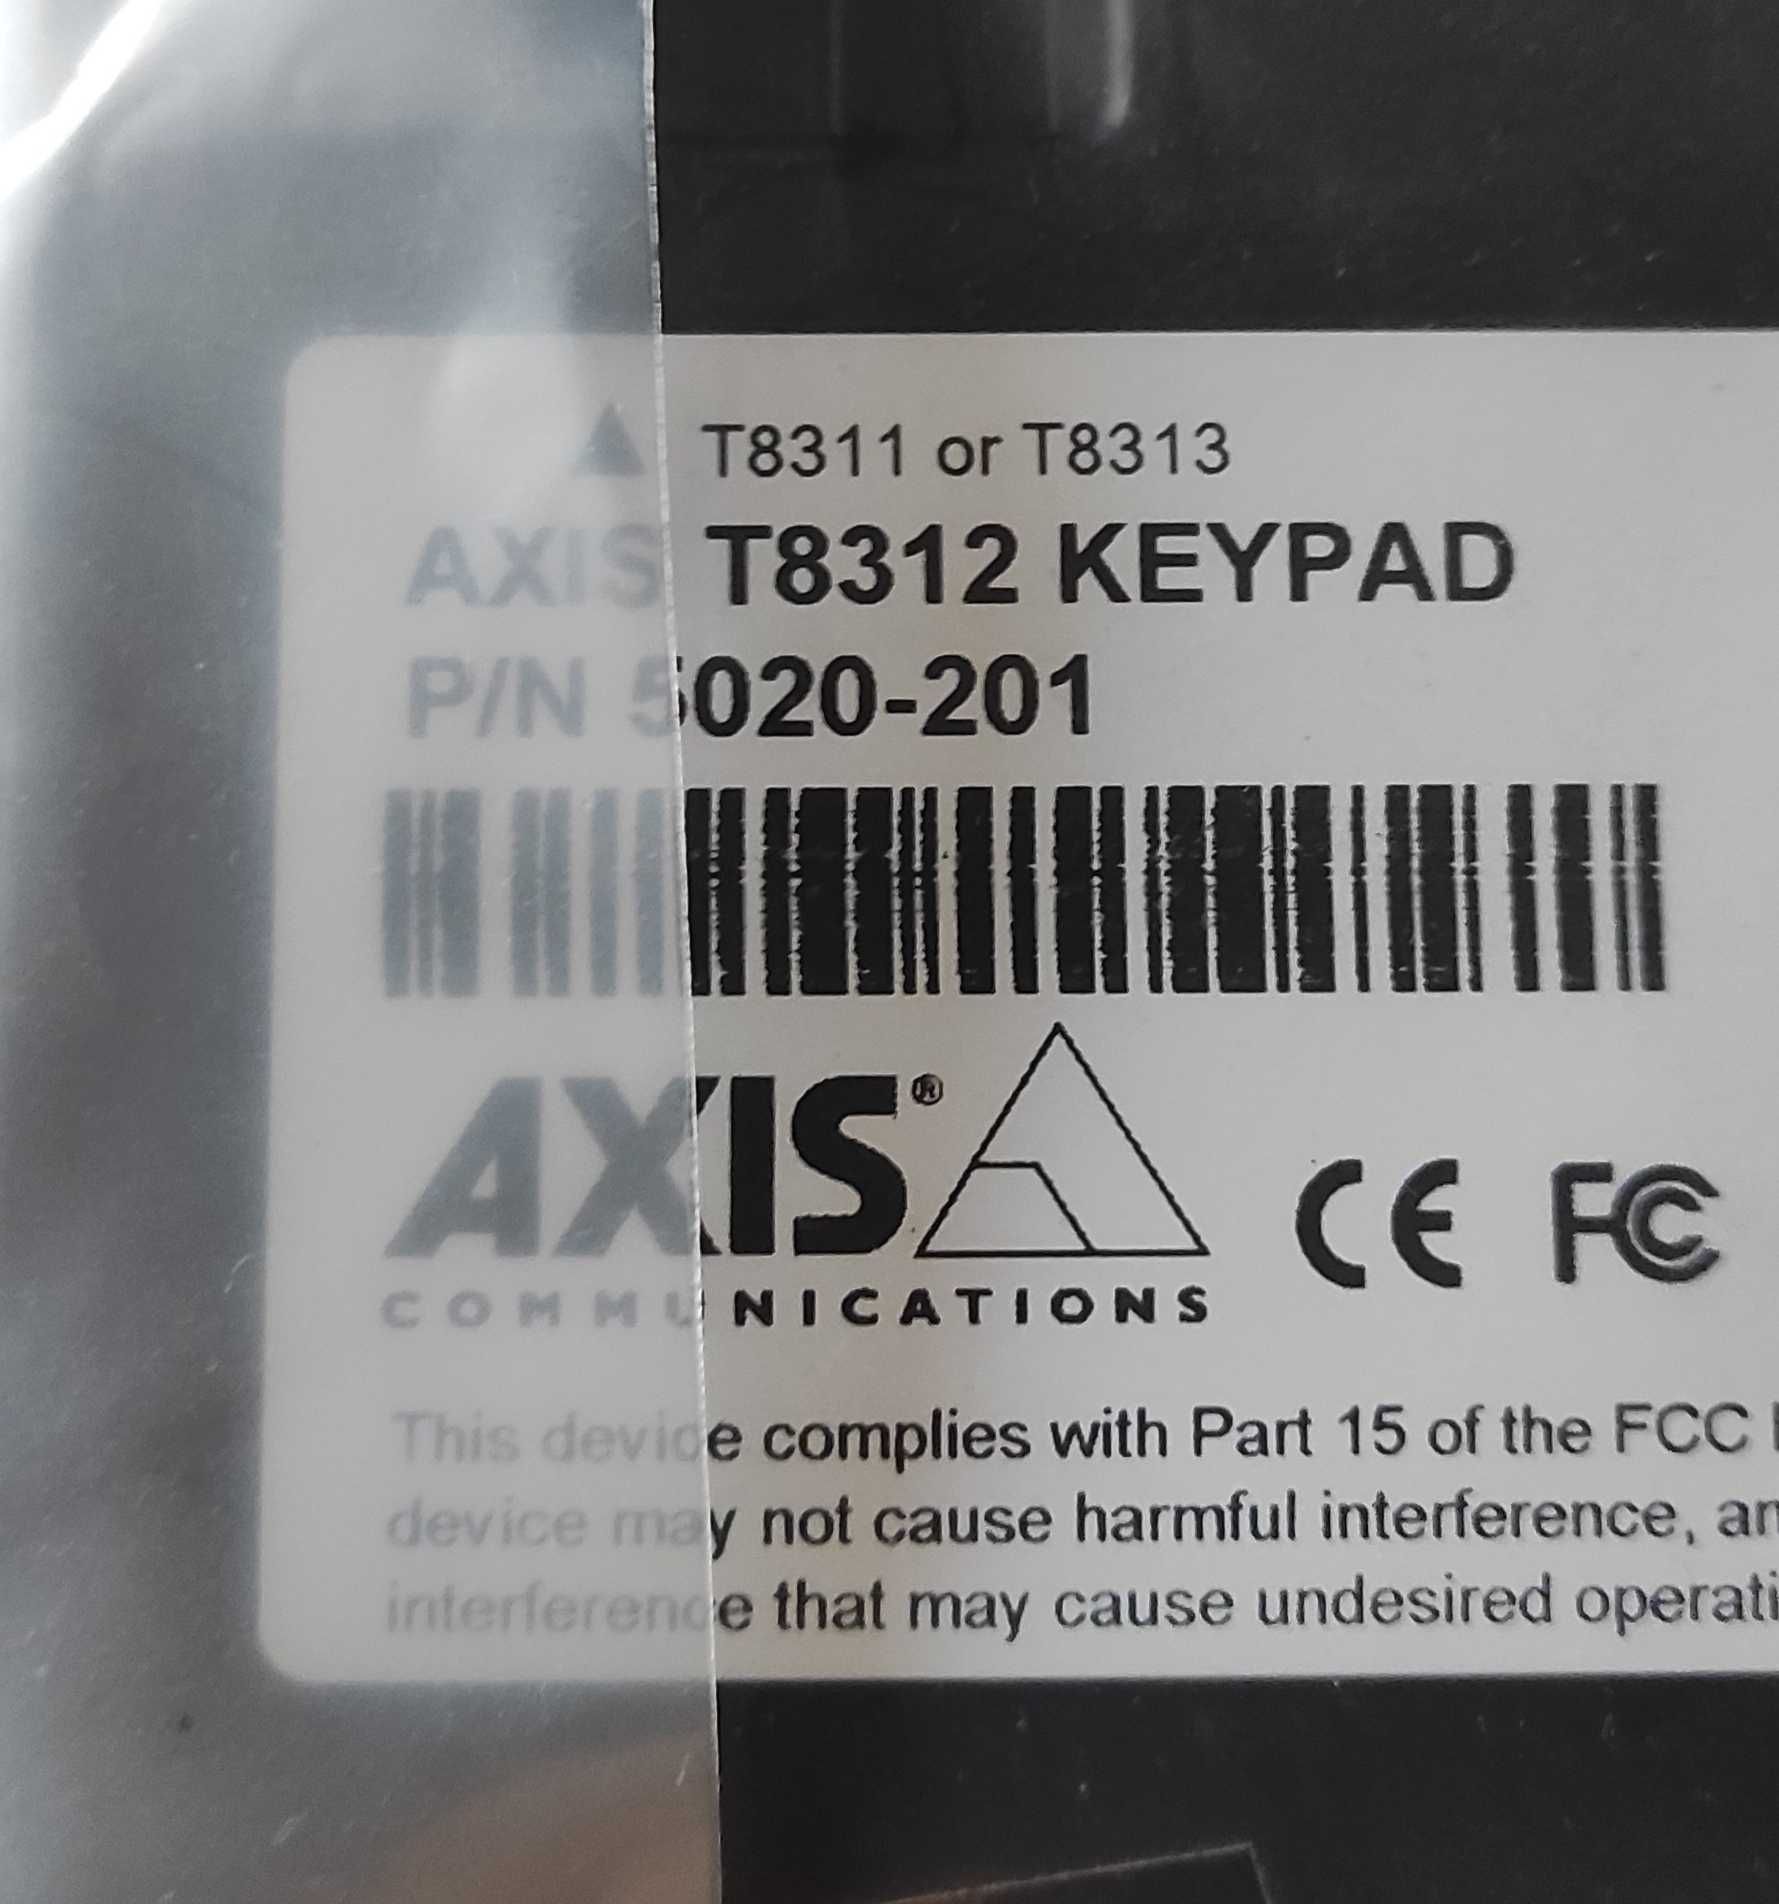 ▲ T8311 or T8313
AXIS T8312 KEYPAD
P/N 5020-201
AXIS®
COMMUNICATIONS
CE FC
This device complies with Part 15 of the FCC
device may not cause harmful interference, an
interference that may cause undesired operati